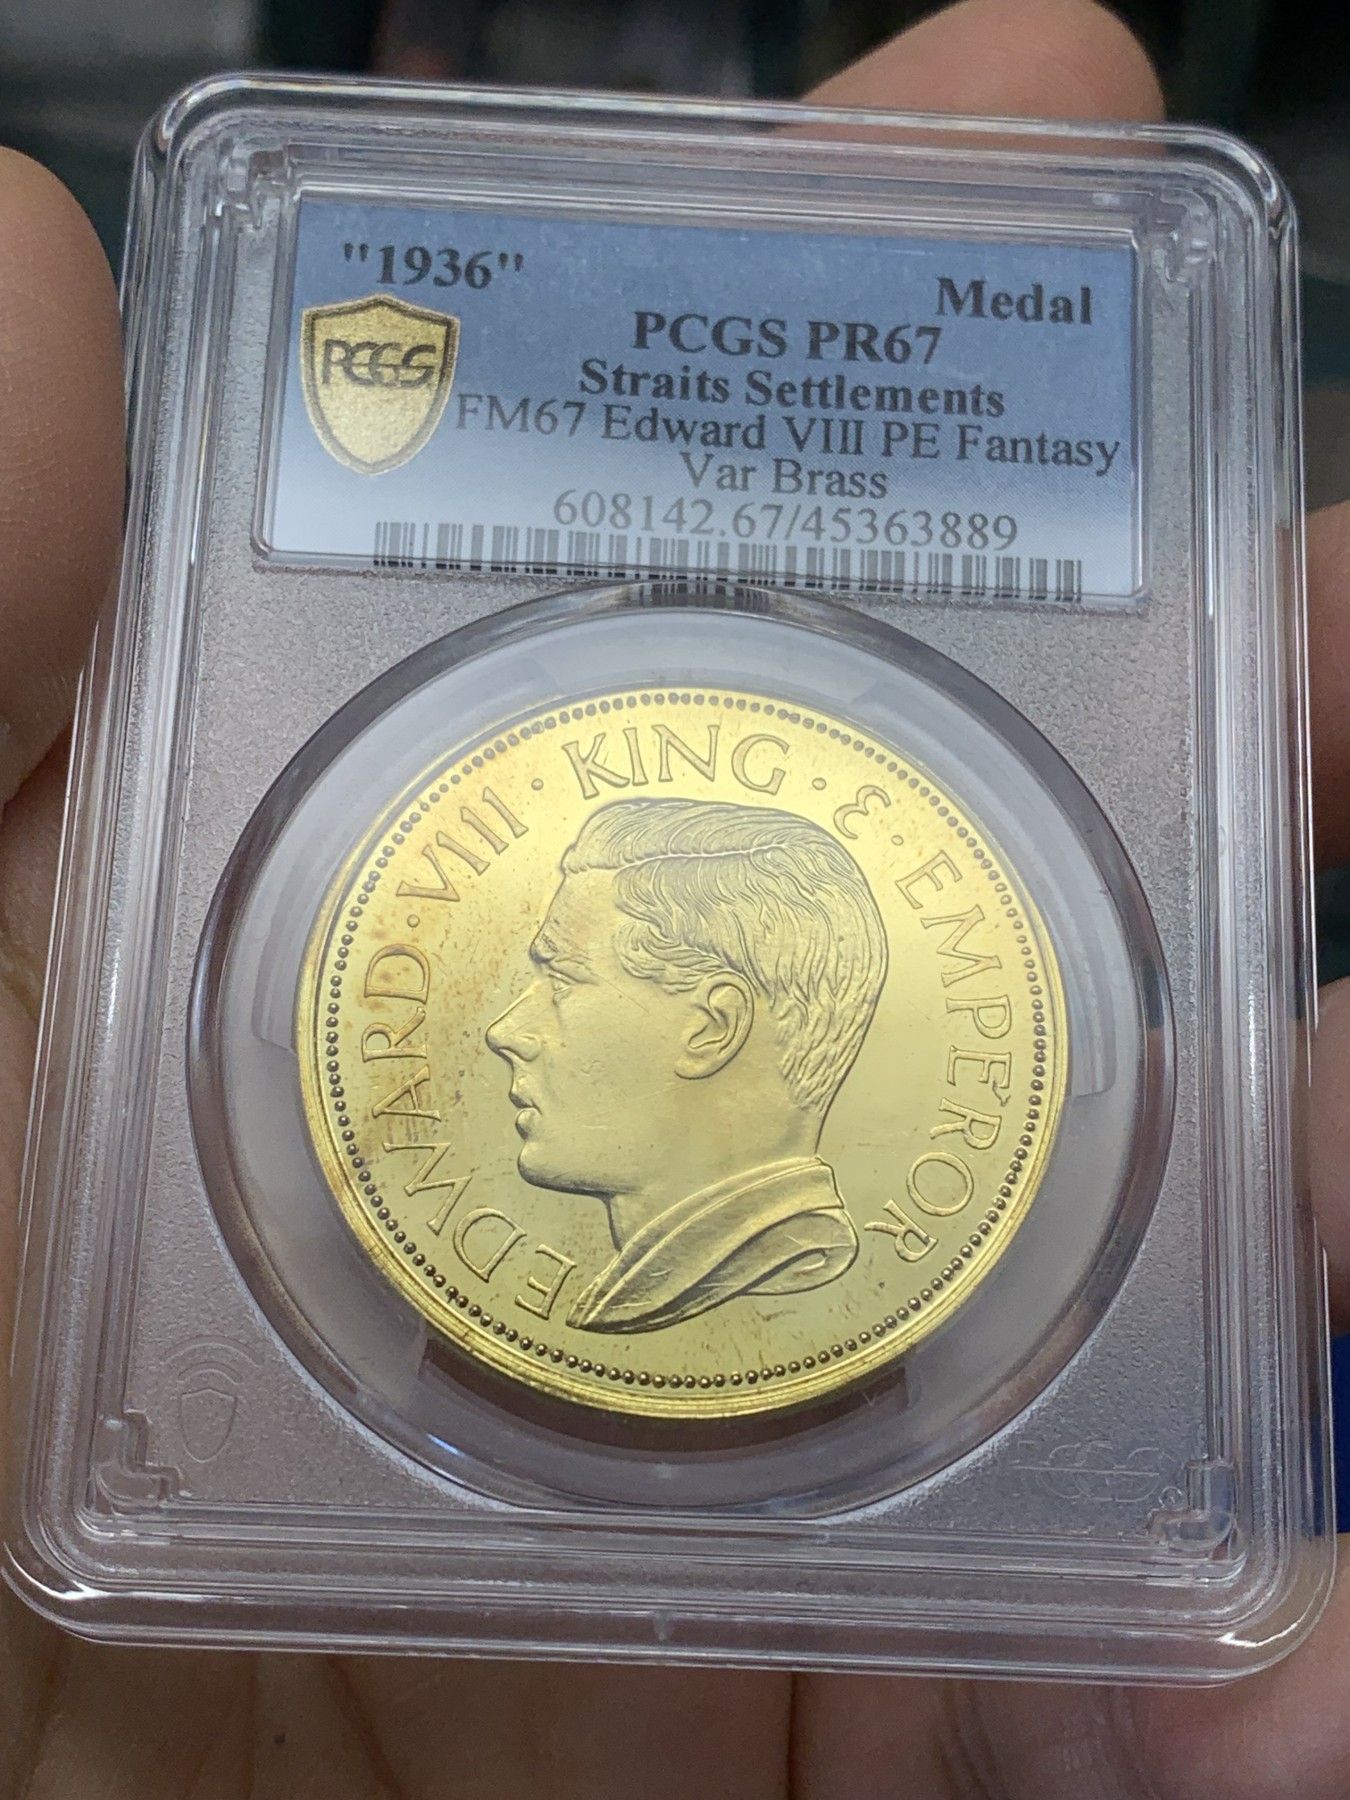 "1936"
Medal
PCGS
PCGS PR67
Straits Settlements
FM67 Edward VIII PE Fantasy
Var Brass
608142.67/45363889
EDWARD·VIII·KING·&·EMPEROR